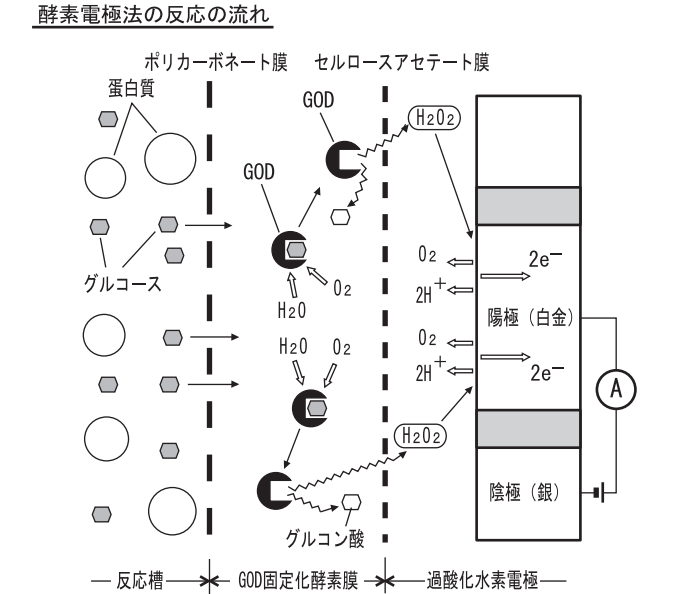 酵素電極法の反応の流れ
ポリカーボネート膜
セルロースアセテート膜
蛋白質
GOD
H2O2
GOD
グルコース
O2
H2O
O2
2H+
2e−
陽極（白金）
H2O
O2
O2
2H+
2e−
A
H2O2
陰極（銀）
グルコン酸
反応槽
GOD固定化酵素膜
過酸化水素電極